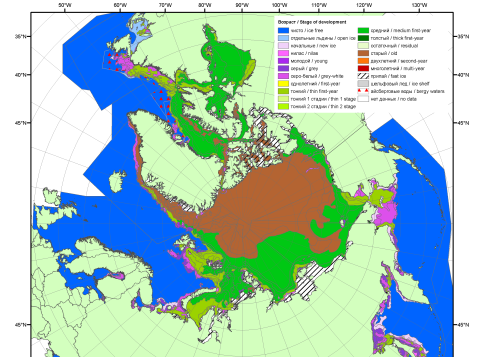 50°W 60°W 70°W 80°W 90°W 100°W 110°W 120°W 130°W
35°N
40°N
45°N
45°N
45°N
45°N
Возраст / Stage of development
чисто / ice free
отдельные льдины / open ice
начальные / new ice
нилас / nilas
молодой / young
серый / grey
серо-белый / grey-white
однолетний / first-year
тонкий / thin first-year
тонкий 1 стадии / thin 1 stage
тонкий 2 стадии / thin 2 stage
средний / medium first-year
толстый / thick first-year
остаточный / residual
старый / old
двухлетний / second-year
многолетний / multi-year
припай / fast ice
шельфовый лед / ice shelf
айсберговые воды / bergy waters
нет данных / no data